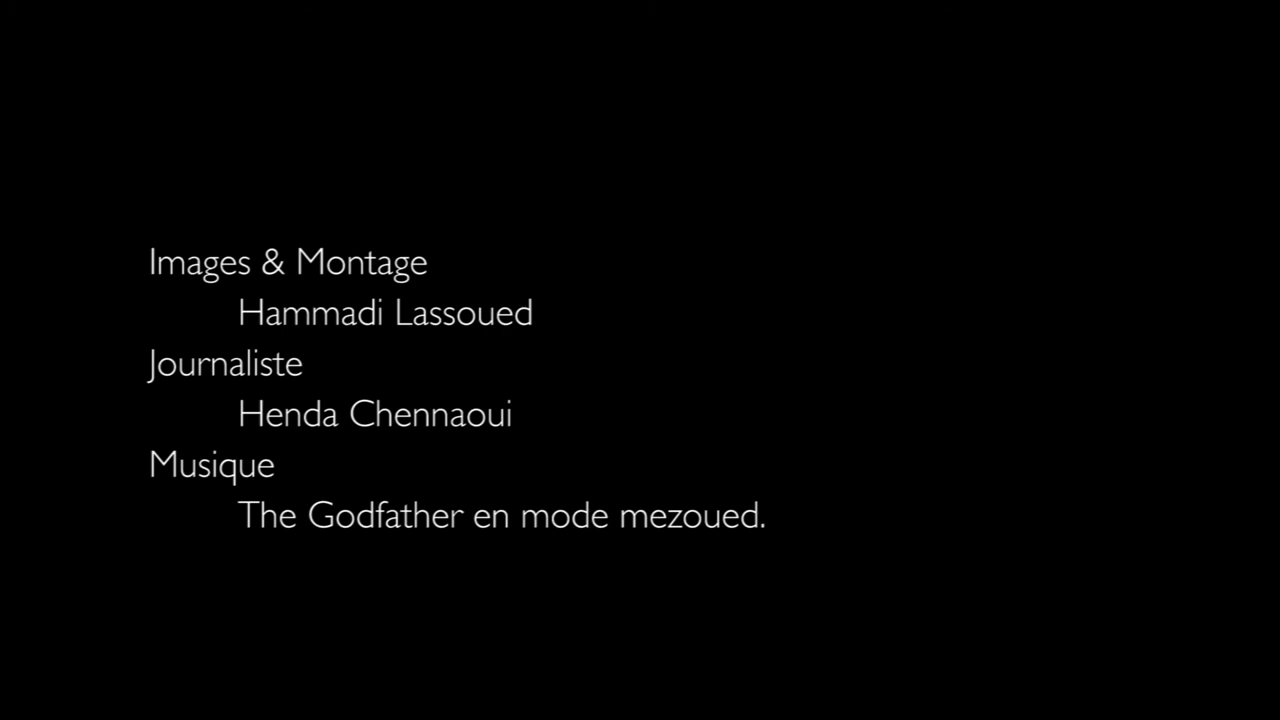 Images & Montage
Hammadi Lassoued
Journaliste
Henda Chennaoui
Musique
The Godfather en mode mezoued.